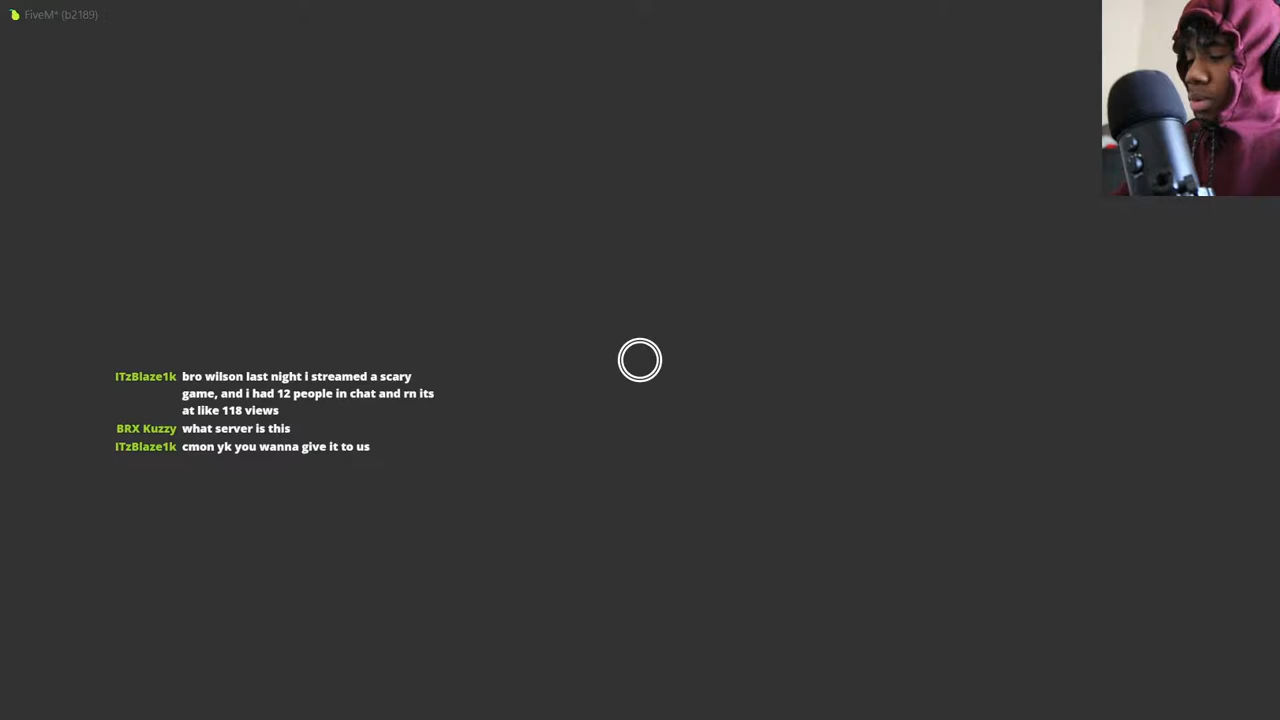 FiveM* (b2189)
ITzBlaze1k bro wilson last night i streamed a scary
game, and i had 12 people in chat and rn its
at like 118 views
BRX Kuzzy what server is this
ITzBlaze1k cmon yk you wanna give it to us